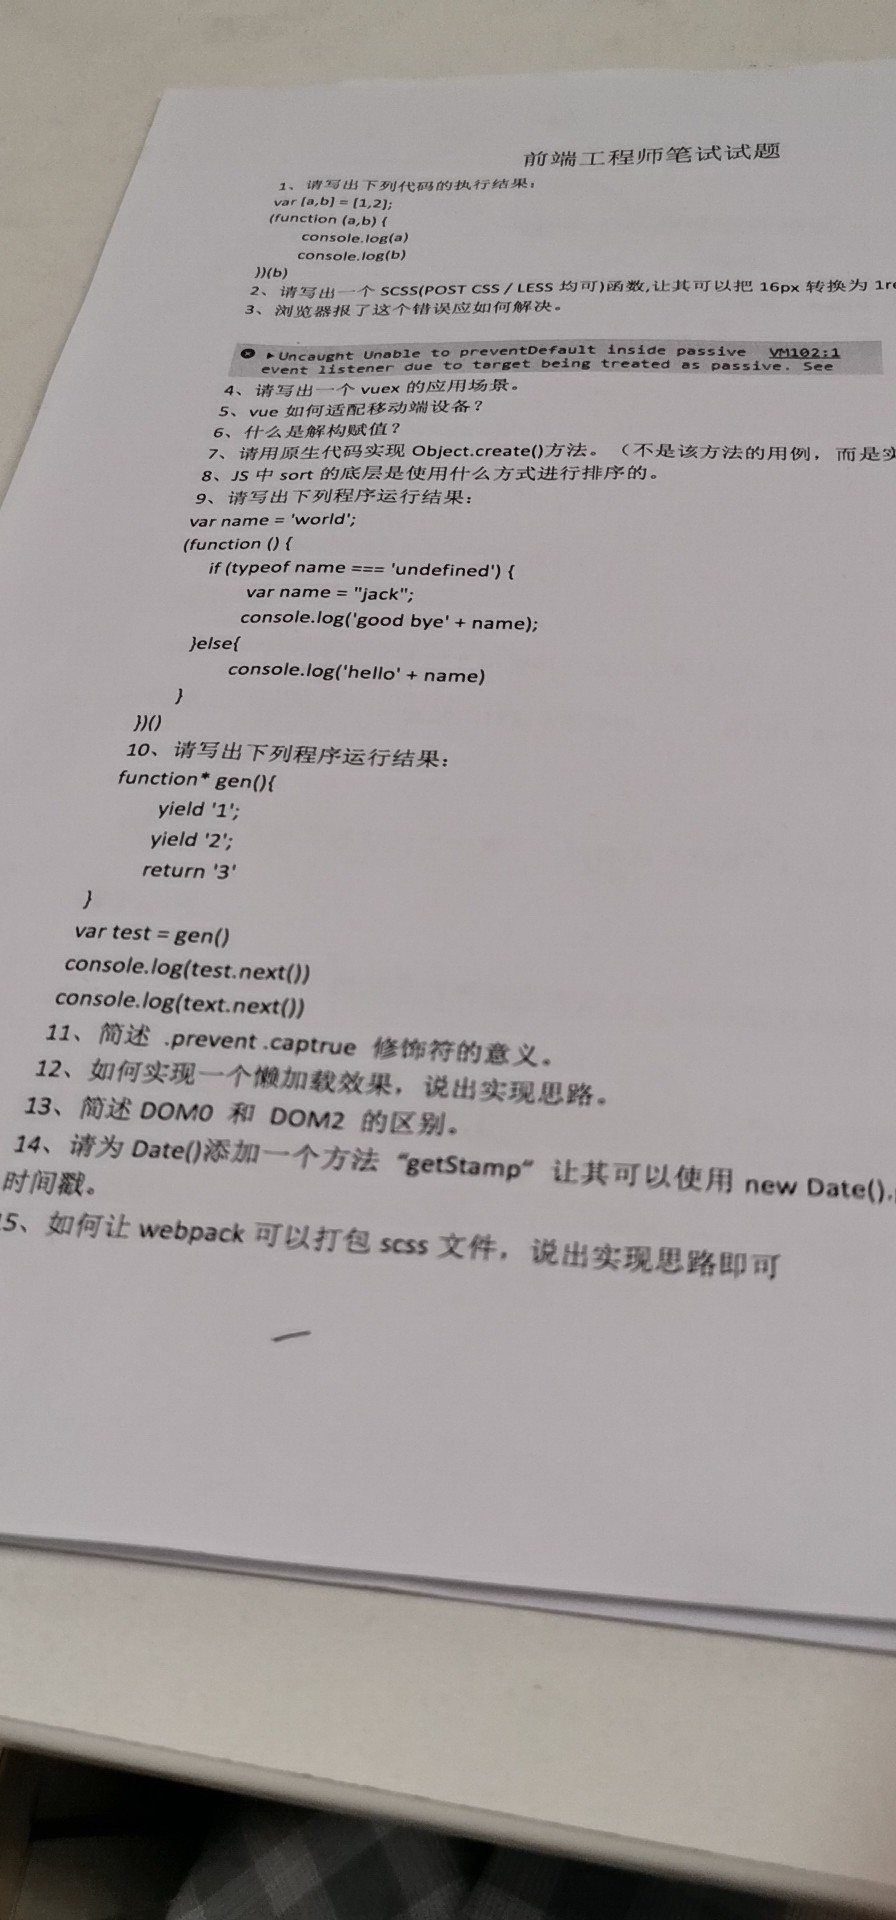 前端工程师笔试试题
1、请写出下列代码的执行结果：
var [a,b] = [1,2];
(function (a,b) {
console.log(a)
console.log(b)
})(b)
2、请写出一个 SCSS(POST CSS / LESS 均可)函数,让其可以把 16px 转换为 1re
3、浏览器报了这个错误应如何解决。
Uncaught Unable to preventDefault inside passive VM102:1
event listener due to target being treated as passive. See
4、请写出一个 vuex 的应用场景。
5、vue 如何适配移动端设备？
6、什么是解构赋值？
7、请用原生代码实现 Object.create()方法。（不是该方法的用例，而是实
8、JS 中 sort 的底层是使用什么方式进行排序的。
9、请写出下列程序运行结果：
var name = 'world';
(function () {
if (typeof name === 'undefined') {
var name = "jack";
console.log('good bye' + name);
}else{
console.log('hello' + name)
}
})()
10、请写出下列程序运行结果：
function* gen(){
yield '1';
yield '2';
return '3'
}
var test = gen()
console.log(test.next())
console.log(text.next())
11、简述 .prevent .captrue 修饰符的意义。
12、如何实现一个懒加载效果，说出实现思路。
13、简述 DOM0 和 DOM2 的区别。
14、请为 Date()添加一个方法 “getStamp” 让其可以使用 new Date().
时间戳。
5、如何让 webpack 可以打包 scss 文件，说出实现思路即可